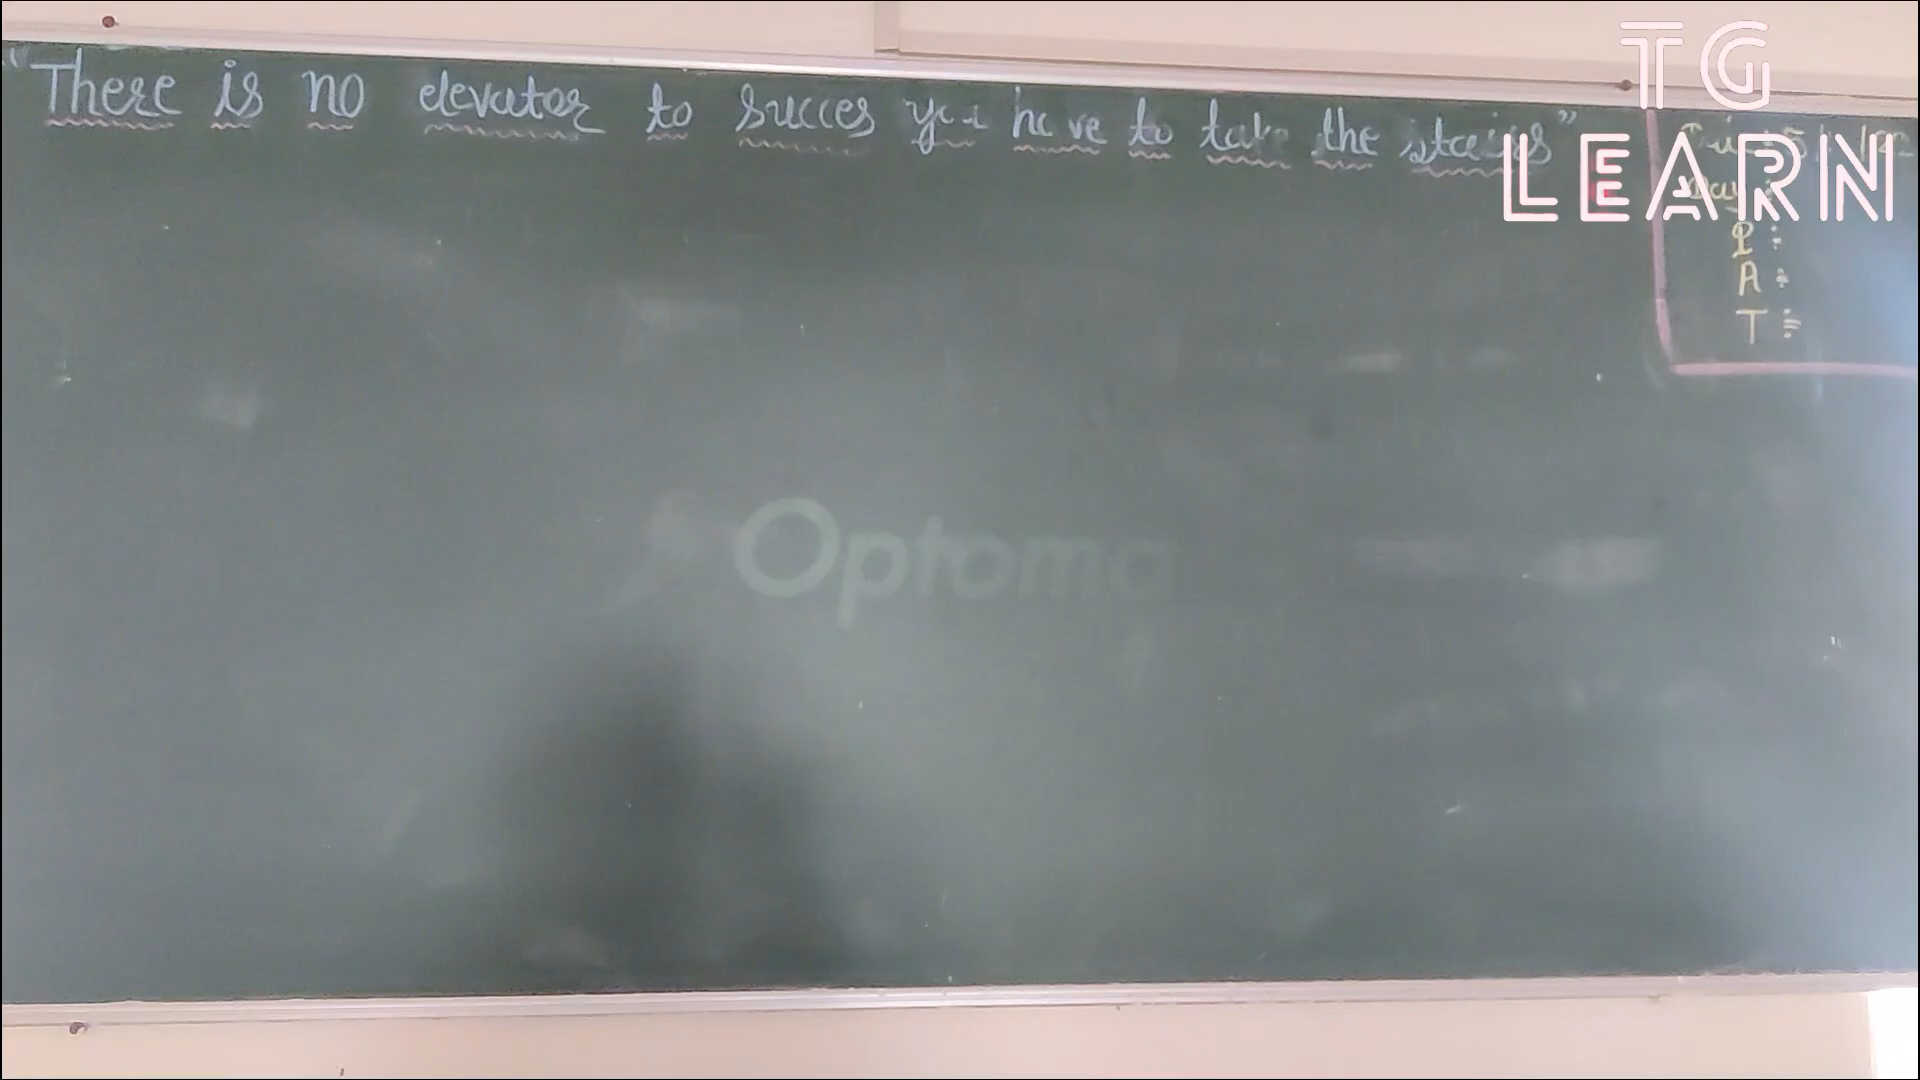 "There is no elevator to succes you have to take the stairs"
TG
LEARN
P :
A :
T :
Optoma